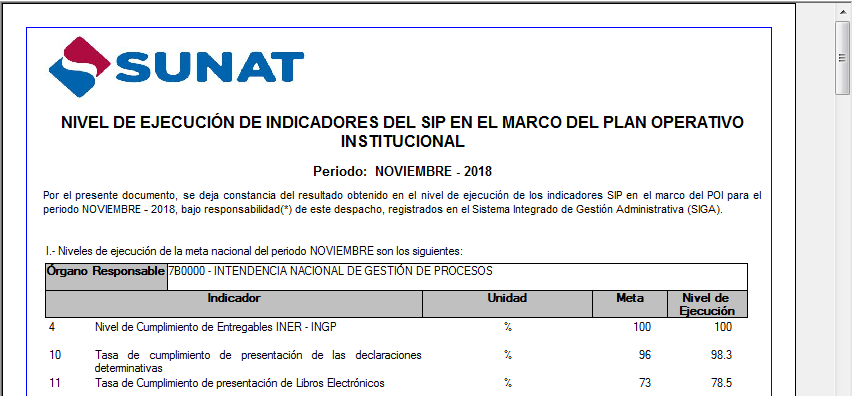 SUNAT
NIVEL DE EJECUCIÓN DE INDICADORES DEL SIP EN EL MARCO DEL PLAN OPERATIVO
INSTITUCIONAL
Periodo: NOVIEMBRE - 2018
Por el presente documento, se deja constancia del resultado obtenido en el nivel de ejecución de los indicadores SIP en el marco del POI para el
periodo NOVIEMBRE - 2018, bajo responsabilidad(*) de este despacho, registrados en el Sistema Integrado de Gestión Administrativa (SIGA).
I.- Niveles de ejecución de la meta nacional del periodo NOVIEMBRE son los siguientes:
Órgano Responsable 7B0000 - INTENDENCIA NACIONAL DE GESTIÓN DE PROCESOS
Indicador Unidad Meta Nivel de
Ejecución
4 Nivel de Cumplimiento de Entregables INER - INGP % 100 100
10 Tasa de cumplimiento de presentación de las declaraciones % 96 98.3
determinativas
11 Tasa de Cumplimiento de presentación de Libros Electrónicos % 73 78.5